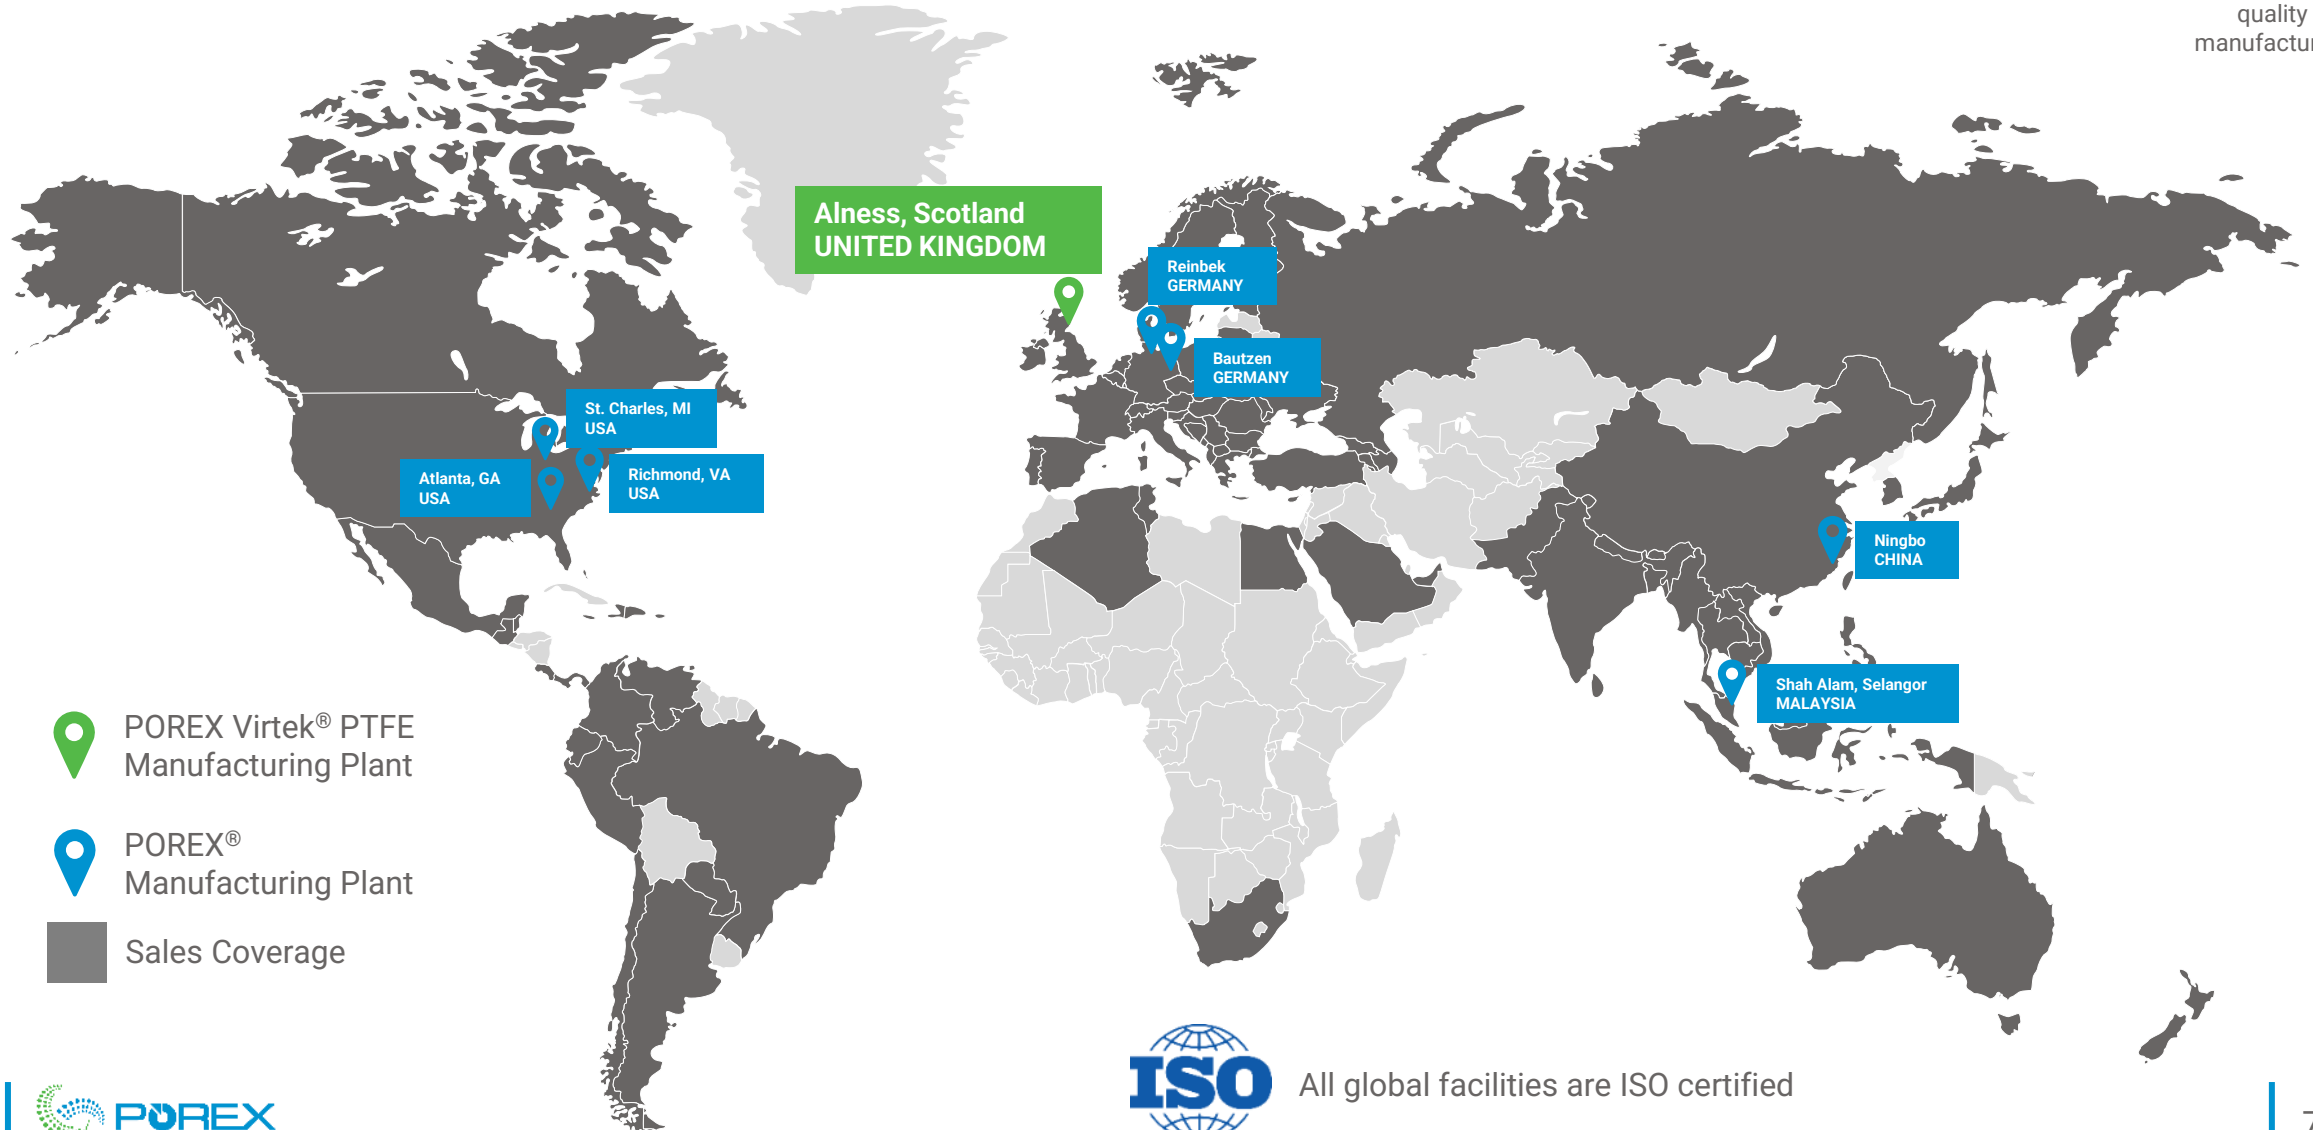 quality
manufactur
Alness, Scotland
UNITED KINGDOM
Reinbek
GERMANY
Bautzen
GERMANY
St. Charles, MI
USA
Atlanta, GA
USA
Richmond, VA
USA
Ningbo
CHINA
Shah Alam, Selangor
MALAYSIA
POREX Virtek® PTFE
Manufacturing Plant
POREX®
Manufacturing Plant
Sales Coverage
POREX
ISO
All global facilities are ISO certified